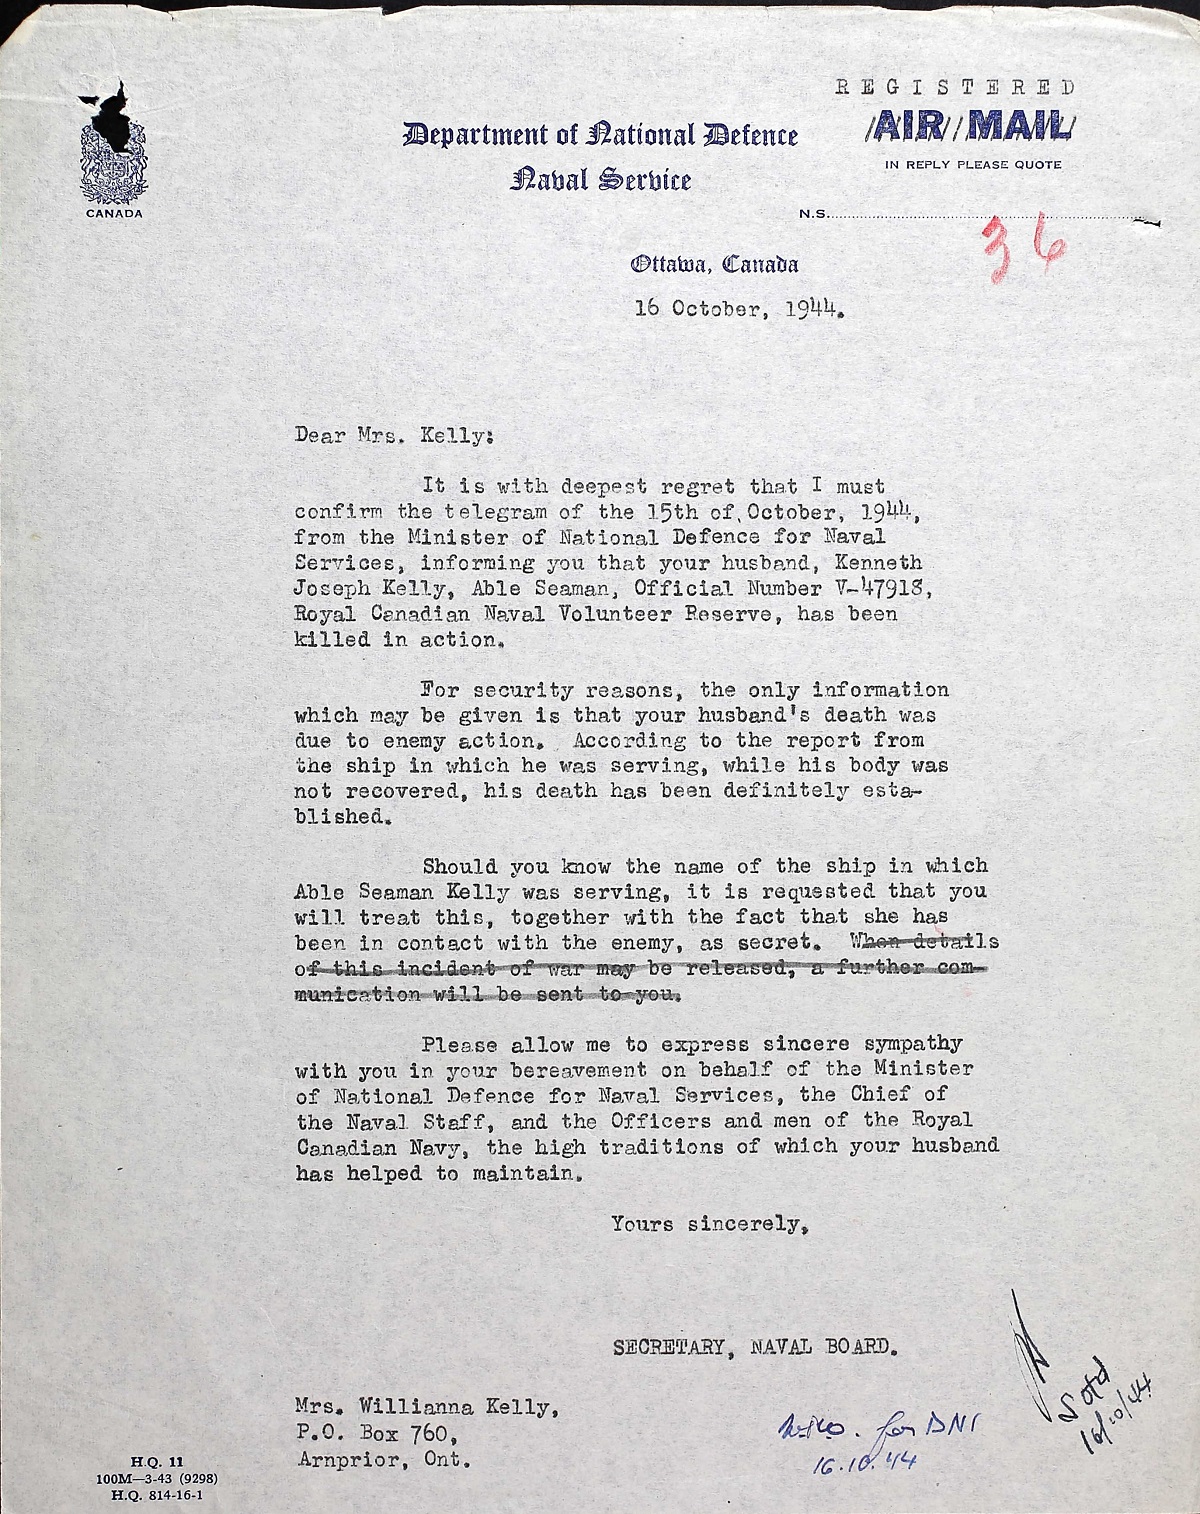 REGISTERED
AIR MAIL
Department of National Defence
Naval Service
IN REPLY PLEASE QUOTE
CANADA
N.S.
36
Ottawa, Canada
16 October, 1944.
Dear Mrs. Kelly:
It is with deepest regret that I must
confirm the telegram of the 15th of October, 1944,
from the Minister of National Defence for Naval
Services, informing you that your husband, Kenneth
Joseph Kelly, Able Seaman, Official Number V-47918,
Royal Canadian Naval Volunteer Reserve, has been
killed in action.
For security reasons, the only information
which may be given is that your husband's death was
due to enemy action. According to the report from
the ship in which he was serving, while his body was
not recovered, his death has been definitely esta-
blished.
Should you know the name of the ship in which
Able Seaman Kelly was serving, it is requested that you
will treat this, together with the fact that she has
been in contact with the enemy, as secret. When details
of this incident of war may be released, a further com-
munication will be sent to you.
Please allow me to express sincere sympathy
with you in your bereavement on behalf of the Minister
of National Defence for Naval Services, the Chief of
the Naval Staff, and the Officers and men of the Royal
Canadian Navy, the high traditions of which your husband
has helped to maintain.
Yours sincerely,
SECRETARY, NAVAL BOARD.
Mrs. Willianna Kelly,
P.O. Box 760,
Arnprior, Ont.
for DNI
16.10.44
16/10/44
H.Q. 11
100M—3-43 (9298)
H.Q. 814-16-1